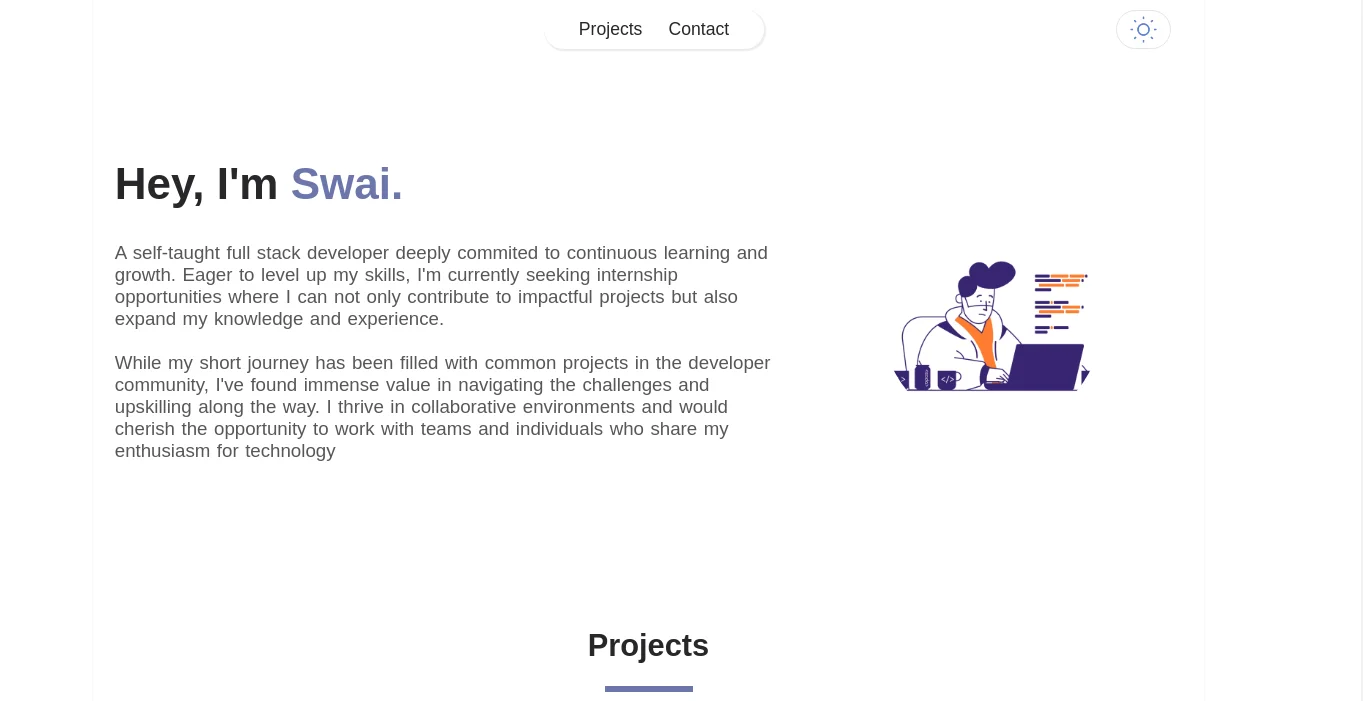 Projects Contact
Hey, I'm Swai.
A self-taught full stack developer deeply commited to continuous learning and
growth. Eager to level up my skills, I'm currently seeking internship
opportunities where I can not only contribute to impactful projects but also
expand my knowledge and experience.
While my short journey has been filled with common projects in the developer
community, I've found immense value in navigating the challenges and
upskilling along the way. I thrive in collaborative environments and would
cherish the opportunity to work with teams and individuals who share my
enthusiasm for technology
</>
Projects